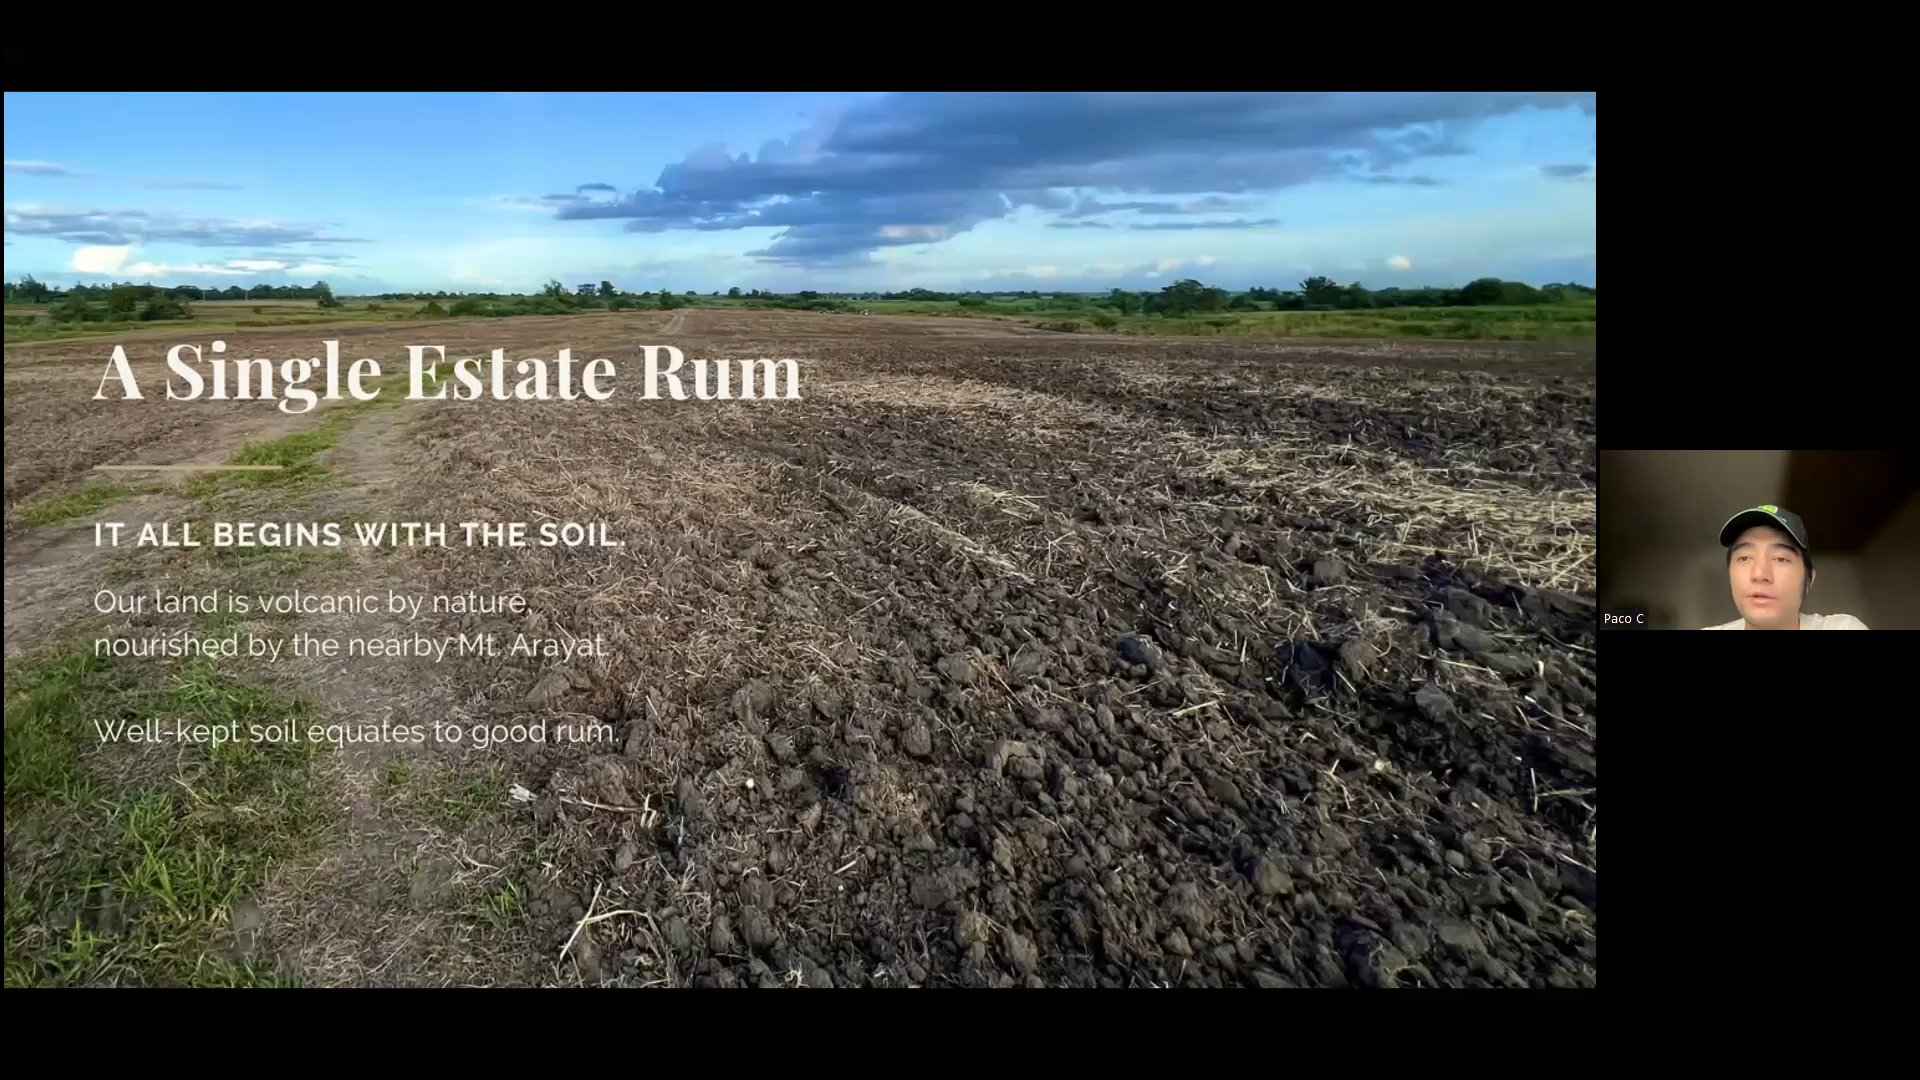 A Single Estate Rum
IT ALL BEGINS WITH THE SOIL.
Our land is volcanic by nature,
nourished by the nearby Mt. Arayat.
Well-kept soil equates to good rum.
Paco C